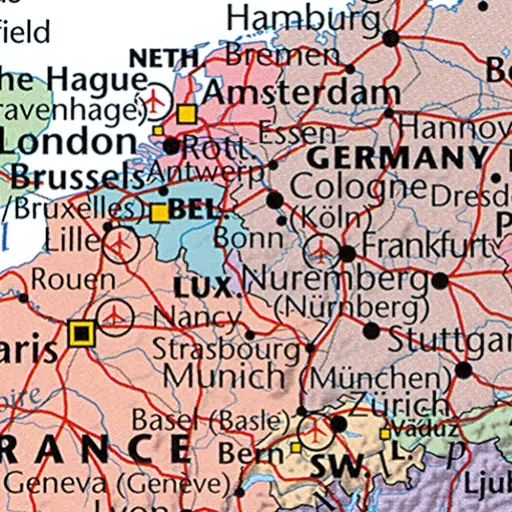 field
Hamburg
NETH.
Bremen
he Hague
ravenhage)
Amsterdam
London
Rott.
Essen
Hannov
GERMANY
Brussels
Antwerp
Cologne
Dresd
/Bruxelles)
BEL.
(Köln)
Lille
Bonn
Frankfurt
Rouen
LUX.
Nuremberg
(Nürnberg)
Nancy
aris
Strasbourg
Stuttgar
Munich (München)
Zürich
Basel (Basle)
Vaduz
RANCE
Bern
SW.
L.
Geneva (Genève)
Ljub
Lyon